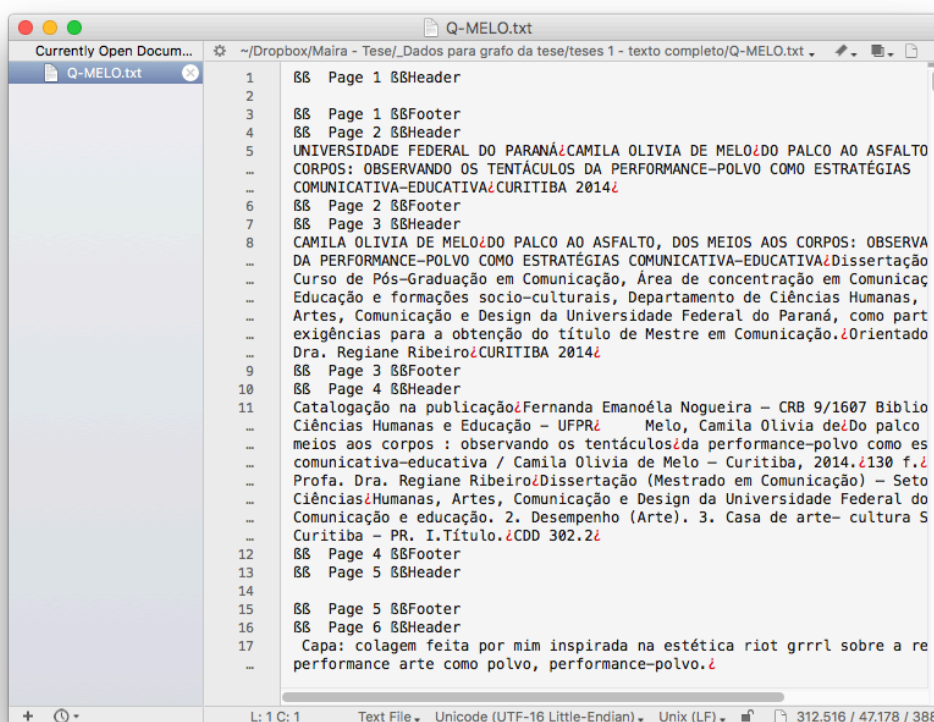 Q-MELO.txt
Currently Open Docum... ~/Dropbox/Maira - Tese/_Dados para grafo da tese/teses 1 - texto completo/Q-MELO.txt
Q-MELO.txt
1 ßß Page 1 ßßHeader
2
3 ßß Page 1 ßßFooter
4 ßß Page 2 ßßHeader
5 UNIVERSIDADE FEDERAL DO PARANÁ¿CAMILA OLIVIA DE MELO¿DO PALCO AO ASFALTO
… CORPOS: OBSERVANDO OS TENTÁCULOS DA PERFORMANCE-POLVO COMO ESTRATÉGIAS
… COMUNICATIVA-EDUCATIVA¿CURITIBA 2014¿
6 ßß Page 2 ßßFooter
7 ßß Page 3 ßßHeader
8 CAMILA OLIVIA DE MELO¿DO PALCO AO ASFALTO, DOS MEIOS AOS CORPOS: OBSERVA
… DA PERFORMANCE-POLVO COMO ESTRATÉGIAS COMUNICATIVA-EDUCATIVA¿Dissertação
… Curso de Pós-Graduação em Comunicação, Área de concentração em Comunicaç
… Educação e formações socio-culturais, Departamento de Ciências Humanas,
… Artes, Comunicação e Design da Universidade Federal do Paraná, como part
… exigências para a obtenção do título de Mestre em Comunicação.¿Orientado
… Dra. Regiane Ribeiro¿CURITIBA 2014¿
9 ßß Page 3 ßßFooter
10 ßß Page 4 ßßHeader
11 Catalogação na publicação¿Fernanda Emanoéla Nogueira – CRB 9/1607 Biblio
… Ciências Humanas e Educação – UFPR¿ Melo, Camila Olivia de¿Do palco
… meios aos corpos : observando os tentáculos¿da performance-polvo como es
… comunicativa-educativa / Camila Olivia de Melo – Curitiba, 2014.¿130 f.¿
… Profa. Dra. Regiane Ribeiro¿Dissertação (Mestrado em Comunicação) – Seto
… Ciências¿Humanas, Artes, Comunicação e Design da Universidade Federal do
… Comunicação e educação. 2. Desempenho (Arte). 3. Casa de arte- cultura S
… Curitiba – PR. I.Título.¿CDD 302.2¿
12 ßß Page 4 ßßFooter
13 ßß Page 5 ßßHeader
14
15 ßß Page 5 ßßFooter
16 ßß Page 6 ßßHeader
17 Capa: colagem feita por mim inspirada na estética riot grrrl sobre a re
… performance arte como polvo, performance-polvo.¿
L: 1 C: 1 Text File Unicode (UTF-16 Little-Endian) Unix (LF) 312.516 / 47.178 / 388